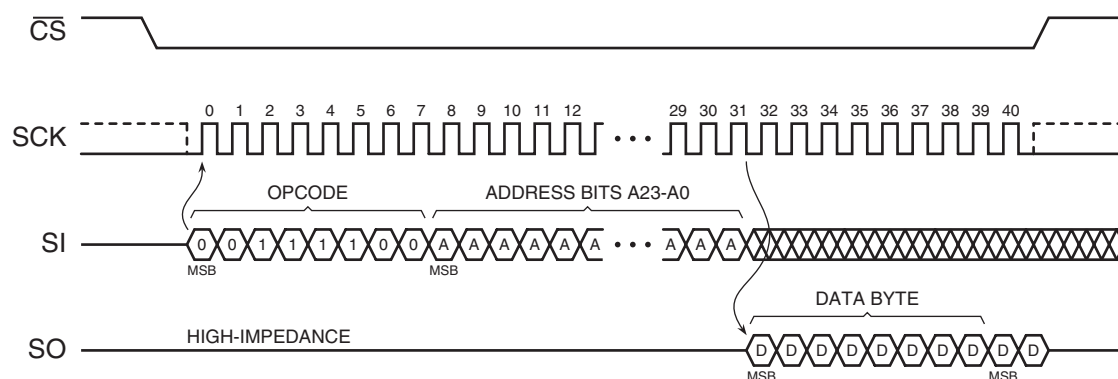 CS
0 1 2 3 4 5 6 7 8 9 10 11 12 29 30 31 32 33 34 35 36 37 38 39 40
SCK
OPCODE ADDRESS BITS A23-A0
SI 0 0 1 1 1 1 0 0 A A A A A A A A A
MSB MSB
DATA BYTE
HIGH-IMPEDANCE
SO D D D D D D D D D D
MSB MSB